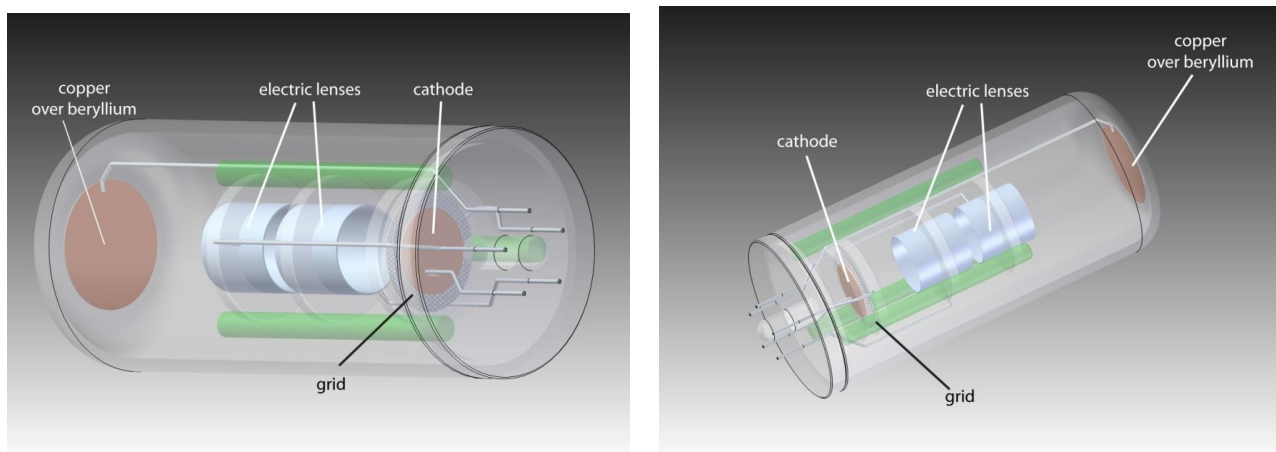 copper
over beryllium
electric lenses
cathode
grid
copper
over beryllium
electric lenses
cathode
grid